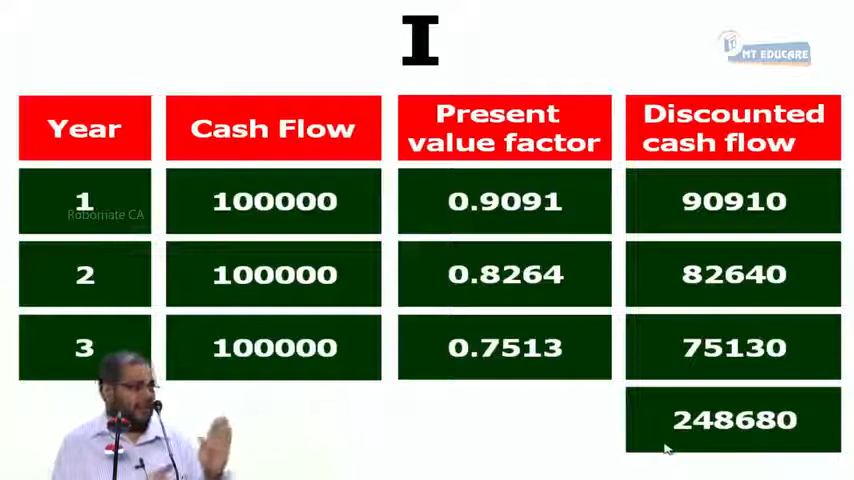 I
MT EDUCARE
Year
Cash Flow
Present
value factor
Discounted
cash flow
1
100000
0.9091
90910
Robomate CA
2
100000
0.8264
82640
3
100000
0.7513
75130
248680